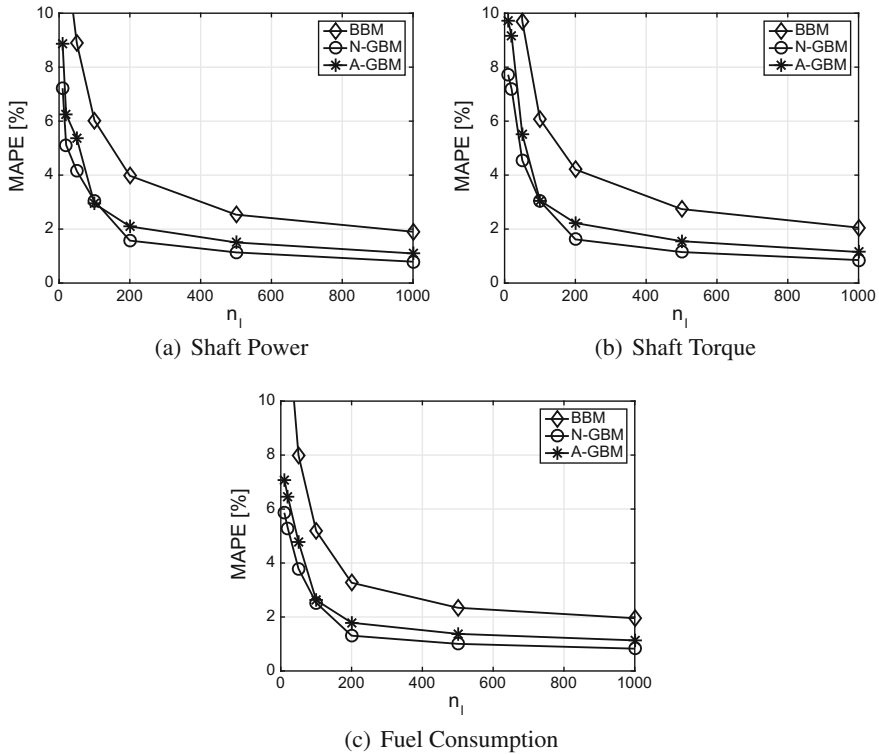 10
8
6
4
2
0
MAPE [%]
0 200 400 600 800 1000
n_l
BBM
N-GBM
A-GBM
(a) Shaft Power
10
8
6
4
2
0
MAPE [%]
0 200 400 600 800 1000
n_l
BBM
N-GBM
A-GBM
(b) Shaft Torque
10
8
6
4
2
0
MAPE [%]
0 200 400 600 800 1000
n_l
BBM
N-GBM
A-GBM
(c) Fuel Consumption